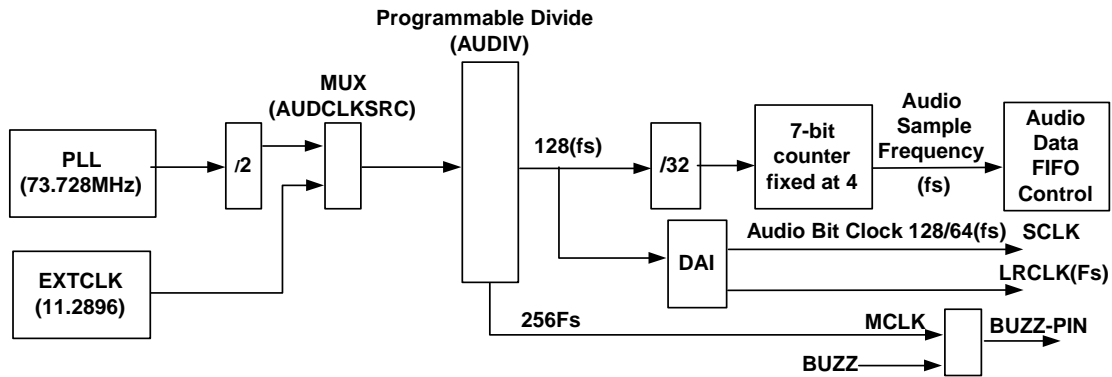 Programmable Divide
(AUDIV)
MUX
(AUDCLKSRC)
PLL
(73.728MHz)
/2
EXTCLK
(11.2896)
128(fs)
/32
7-bit
counter
fixed at 4
Audio
Sample
Frequency
(fs)
Audio
Data
FIFO
Control
DAI
Audio Bit Clock 128/64(fs)
SCLK
LRCLK(Fs)
256Fs
MCLK
BUZZ
BUZZ-PIN